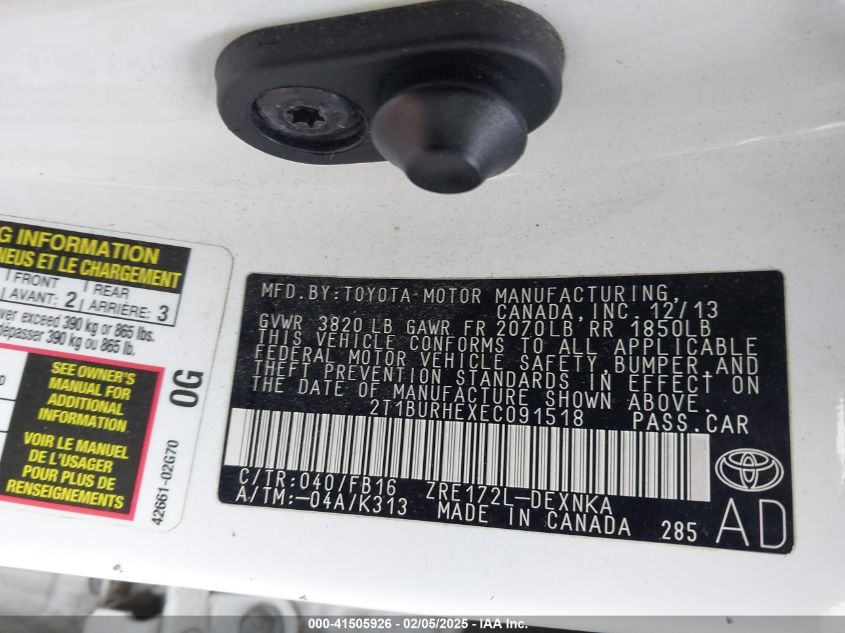 G INFORMATION
NEUS ET LE CHARGEMENT
FRONT
AVANT: 2
REAR
ARRIÈRE: 3
ver exceed 390 kg or 865 lbs.
dépasser 390 kg ou 865 lb.
SEE OWNER'S
MANUAL FOR
ADDITIONAL
INFORMATION
VOIR LE MANUEL
DE L'USAGER
POUR PLUS DE
RENSEIGNEMENTS
0G
42661-02G70
MFD.BY:TOYOTA MOTOR MANUFACTURING,
CANADA,INC. 12/13
GVWR 3820 LB GAWR FR 2070LB RR 1850LB
THIS VEHICLE CONFORMS TO ALL APPLICABLE
FEDERAL MOTOR VEHICLE SAFETY, BUMPER, AND
THEFT PREVENTION STANDARDS IN EFFECT ON
THE DATE OF MANUFACTURE SHOWN ABOVE.
2T1BURHEXEC091518 PASS.CAR
C/TR:040/FB16 ZRE172L-DEXNKA
A/TM:-04A/K313 MADE IN CANADA 285
AD
000-41505926 - 02/05/2025 - IAA Inc.